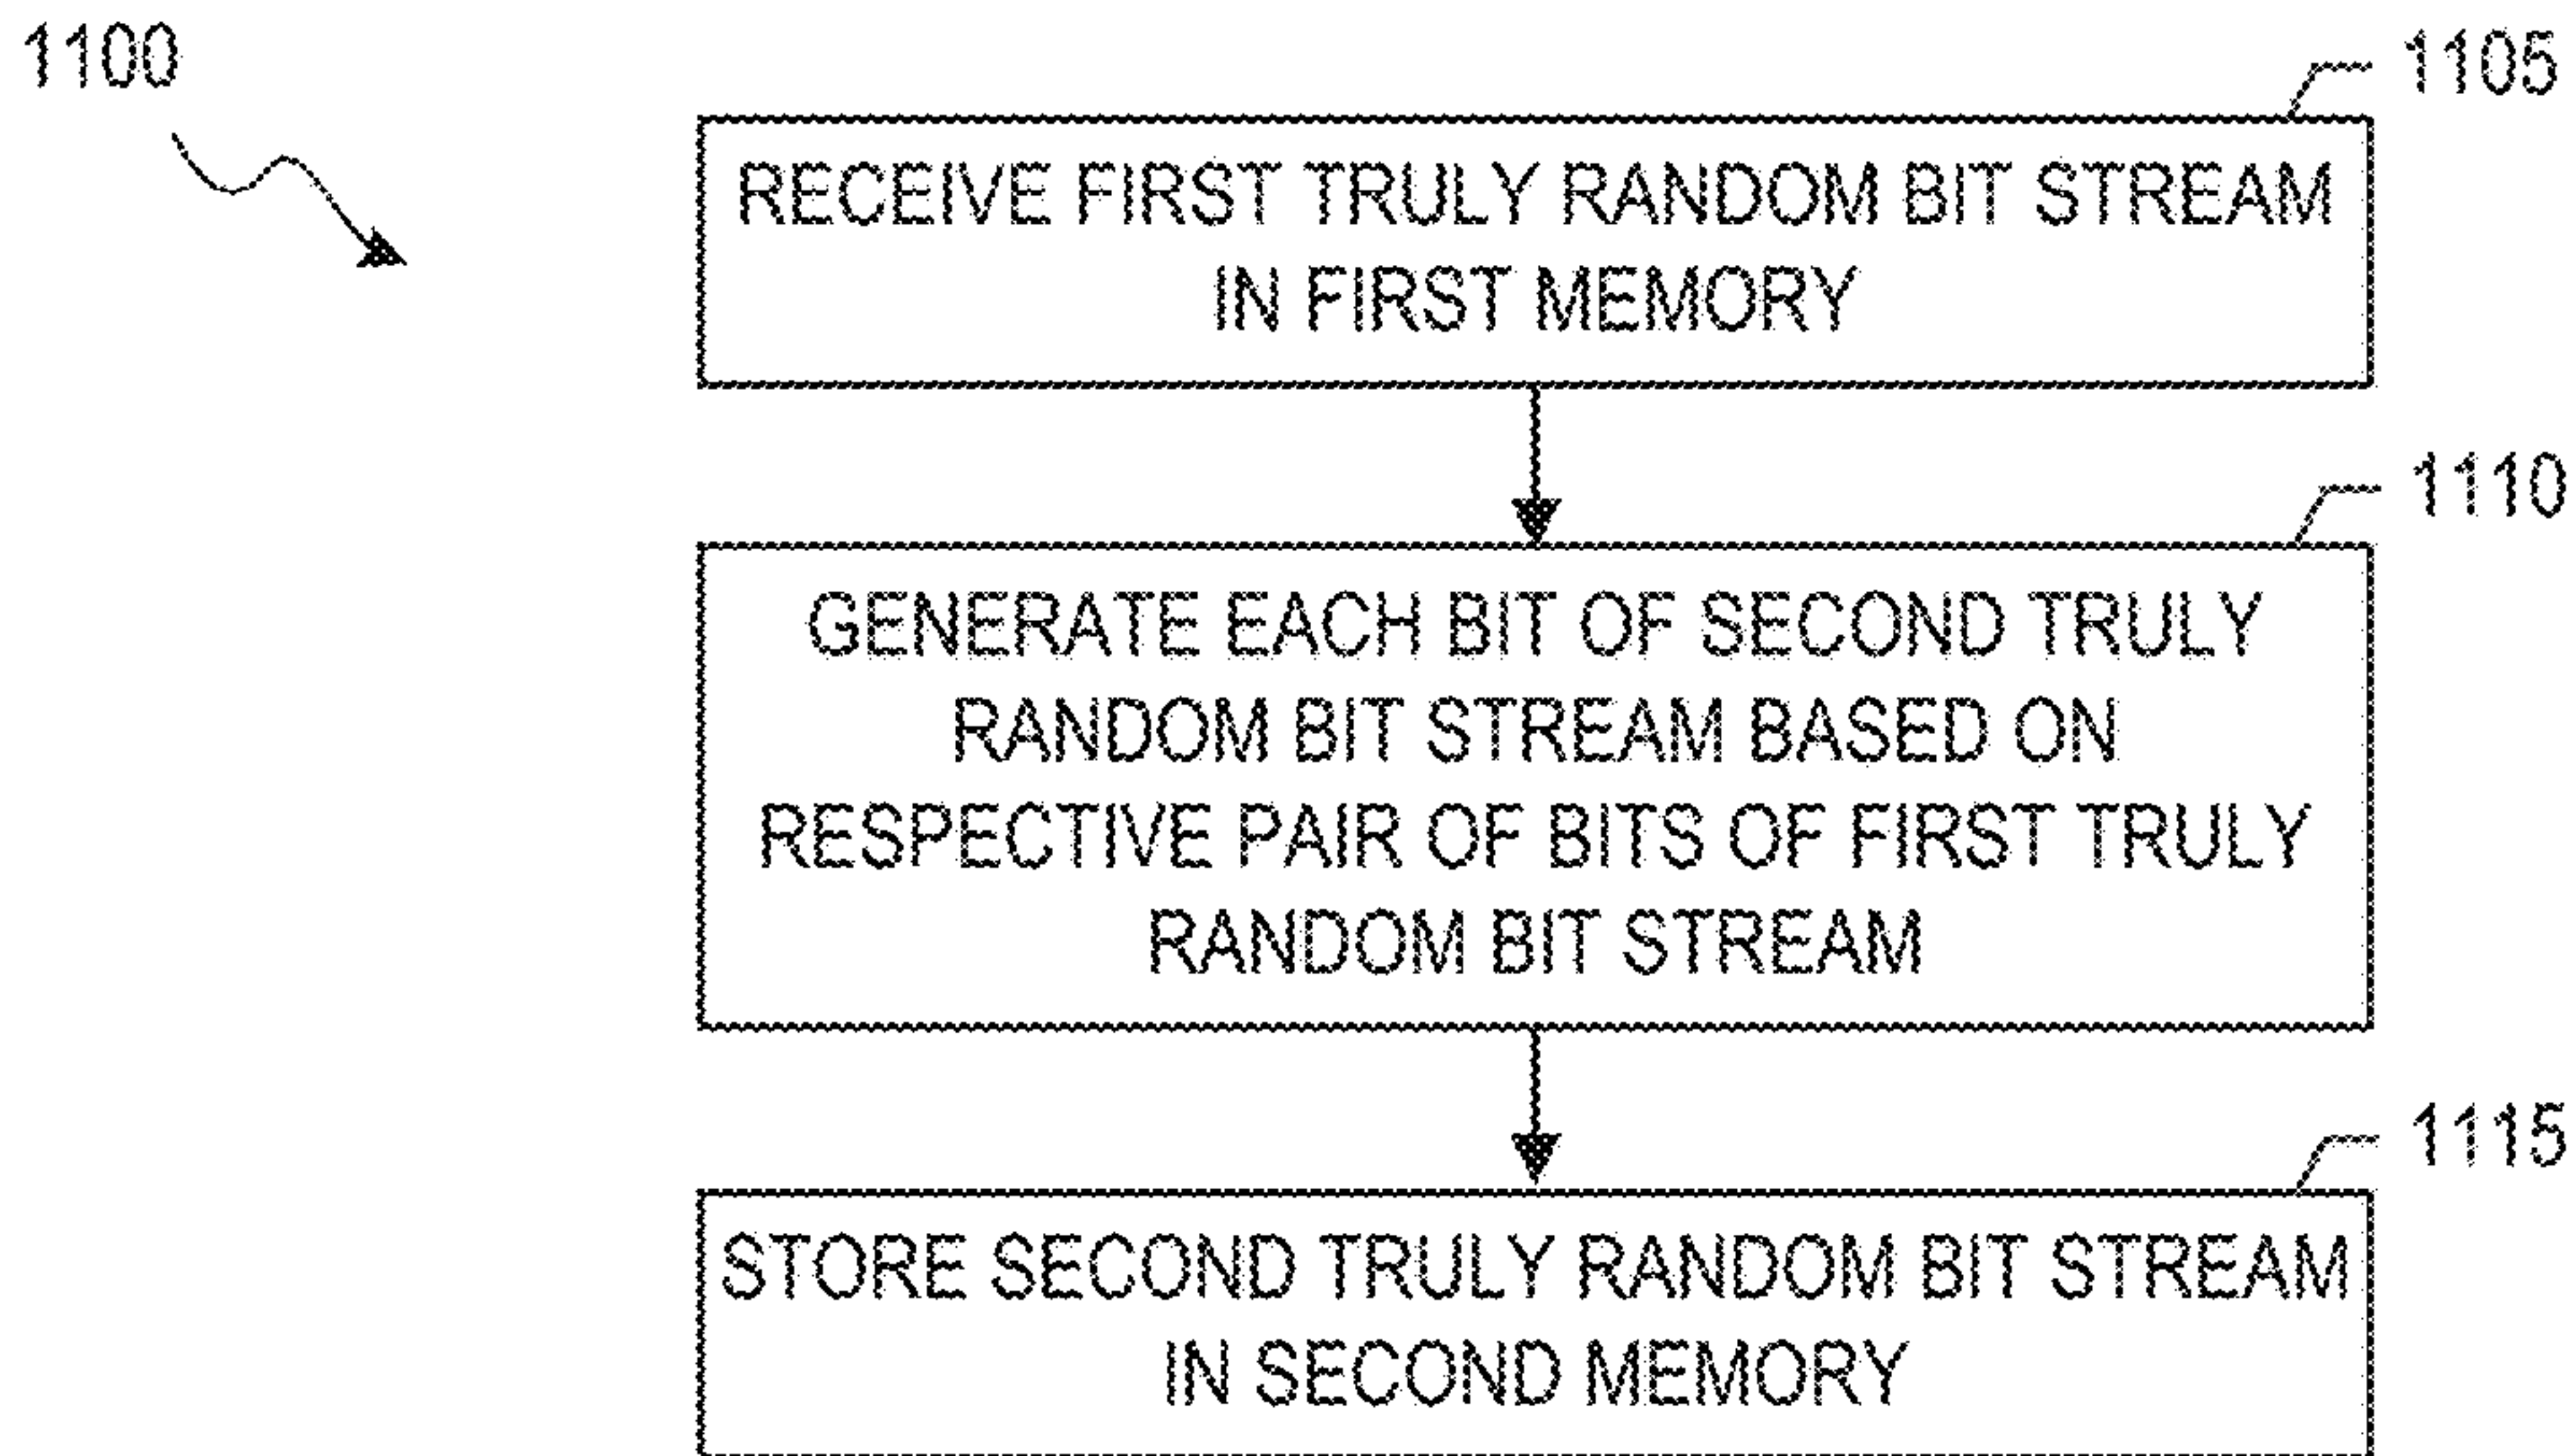 1100
1105
RECEIVE FIRST TRULY RANDOM BIT STREAM
IN FIRST MEMORY
1110
GENERATE EACH BIT OF SECOND TRULY
RANDOM BIT STREAM BASED ON
RESPECTIVE PAIR OF BITS OF FIRST TRULY
RANDOM BIT STREAM
1115
STORE SECOND TRULY RANDOM BIT STREAM
IN SECOND MEMORY